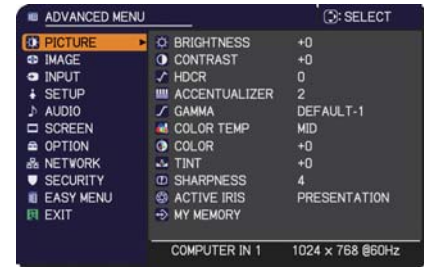 ADVANCED MENU : SELECT
PICTURE BRIGHTNESS +0
IMAGE CONTRAST +0
INPUT HDCR 0
SETUP ACCENTUALIZER 2
AUDIO GAMMA DEFAULT-1
SCREEN COLOR TEMP MID
OPTION COLOR +0
NETWORK TINT +0
SECURITY SHARPNESS 4
EASY MENU ACTIVE IRIS PRESENTATION
EXIT MY MEMORY
COMPUTER IN 1 1024 x 768 @60Hz